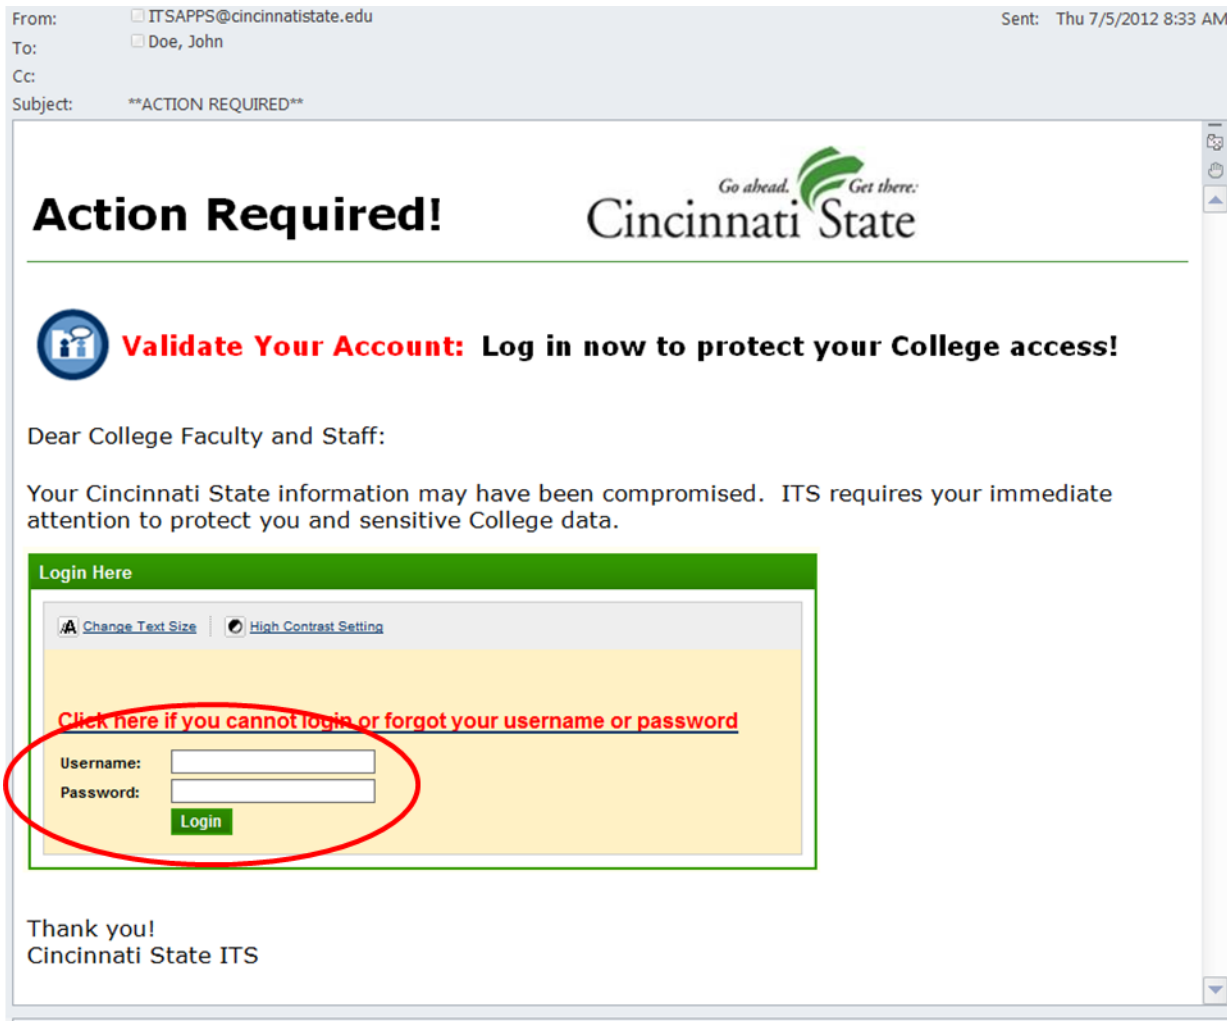 From: ITSAPPS@cincinnatistate.edu Sent: Thu 7/5/2012 8:33 AM
To: Doe, John
Cc:
Subject: **ACTION REQUIRED**
Go ahead. Get there:
Action Required! Cincinnati State
Validate Your Account: Log in now to protect your College access!
Dear College Faculty and Staff:
Your Cincinnati State information may have been compromised. ITS requires your immediate
attention to protect you and sensitive College data.
Login Here
A Change Text Size High Contrast Setting
Click here if you cannot login or forgot your username or password
Username:
Password:
Login
Thank you!
Cincinnati State ITS